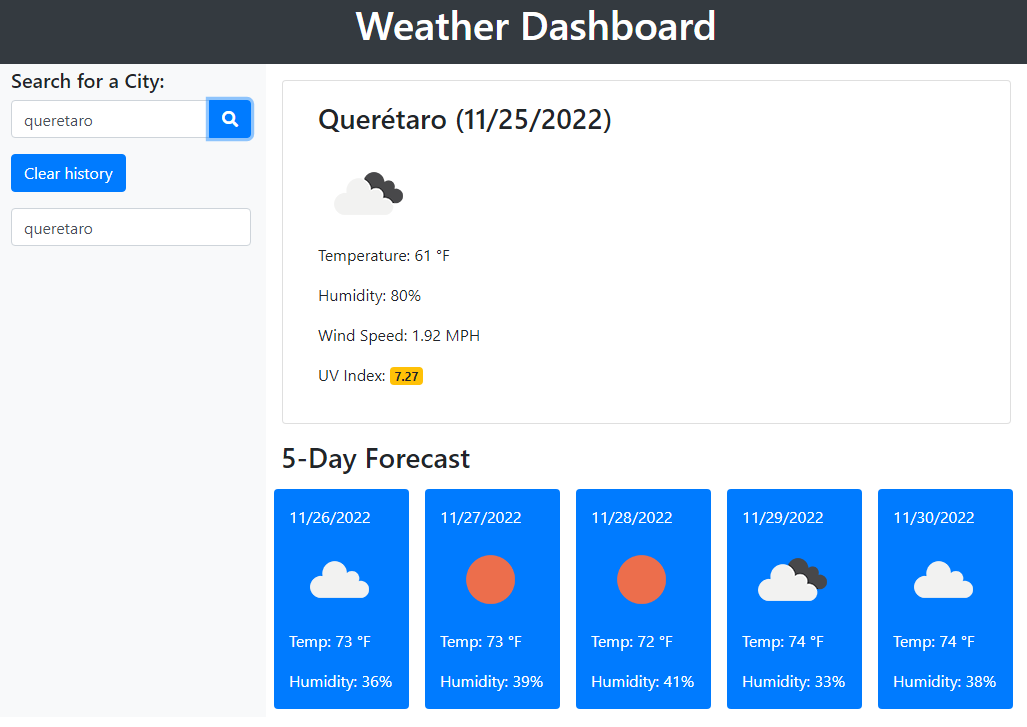 Weather Dashboard
Search for a City:
queretaro
Clear history
queretaro
Querétaro (11/25/2022)
Temperature: 61 °F
Humidity: 80%
Wind Speed: 1.92 MPH
UV Index: 7.27
5-Day Forecast
11/26/2022
Temp: 73 °F
Humidity: 36%
11/27/2022
Temp: 73 °F
Humidity: 39%
11/28/2022
Temp: 72 °F
Humidity: 41%
11/29/2022
Temp: 74 °F
Humidity: 33%
11/30/2022
Temp: 74 °F
Humidity: 38%